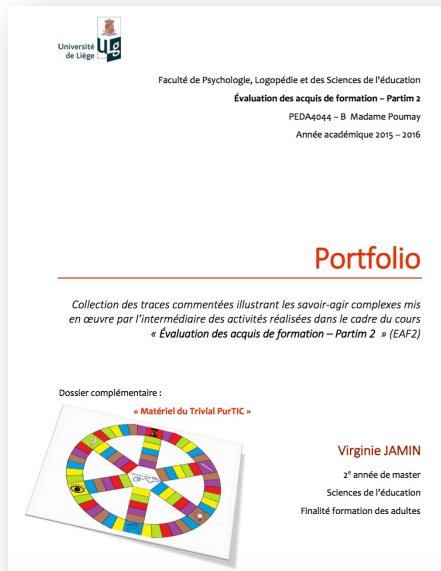 Université
de Liège
Faculté de Psychologie, Logopédie et des Sciences de l'éducation
Évaluation des acquis de formation – Partim 2
PEDA4044 – B Madame Poumay
Année académique 2015 – 2016
Portfolio
Collection des traces commentées illustrant les savoir-agir complexes mis
en œuvre par l'intermédiaire des activités réalisées dans le cadre du cours
« Évaluation des acquis de formation – Partim 2 » (EAF2)
Dossier complémentaire :
« Matériel du Trivial PurTIC »
Virginie JAMIN
2e année de master
Sciences de l'éducation
Finalité formation des adultes